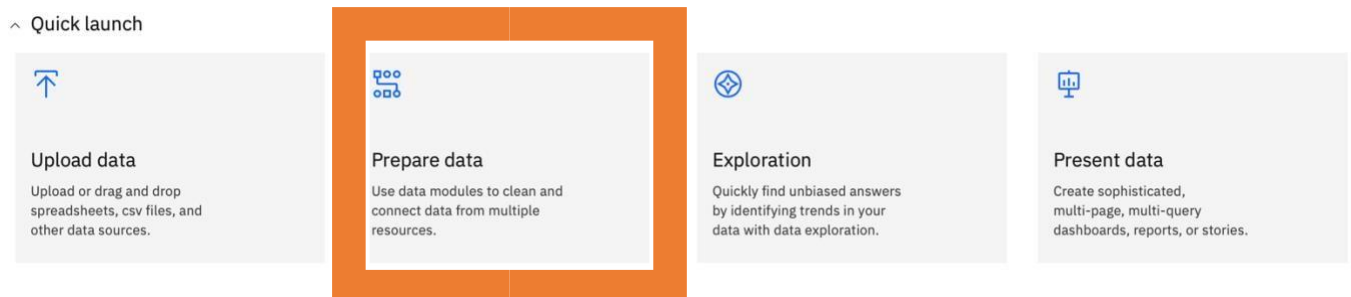 Quick launch
Upload data
Upload or drag and drop
spreadsheets, csv files, and
other data sources.
Prepare data
Use data modules to clean and
connect data from multiple
resources.
Exploration
Quickly find unbiased answers
by identifying trends in your
data with data exploration.
Present data
Create sophisticated,
multi-page, multi-query
dashboards, reports, or stories.